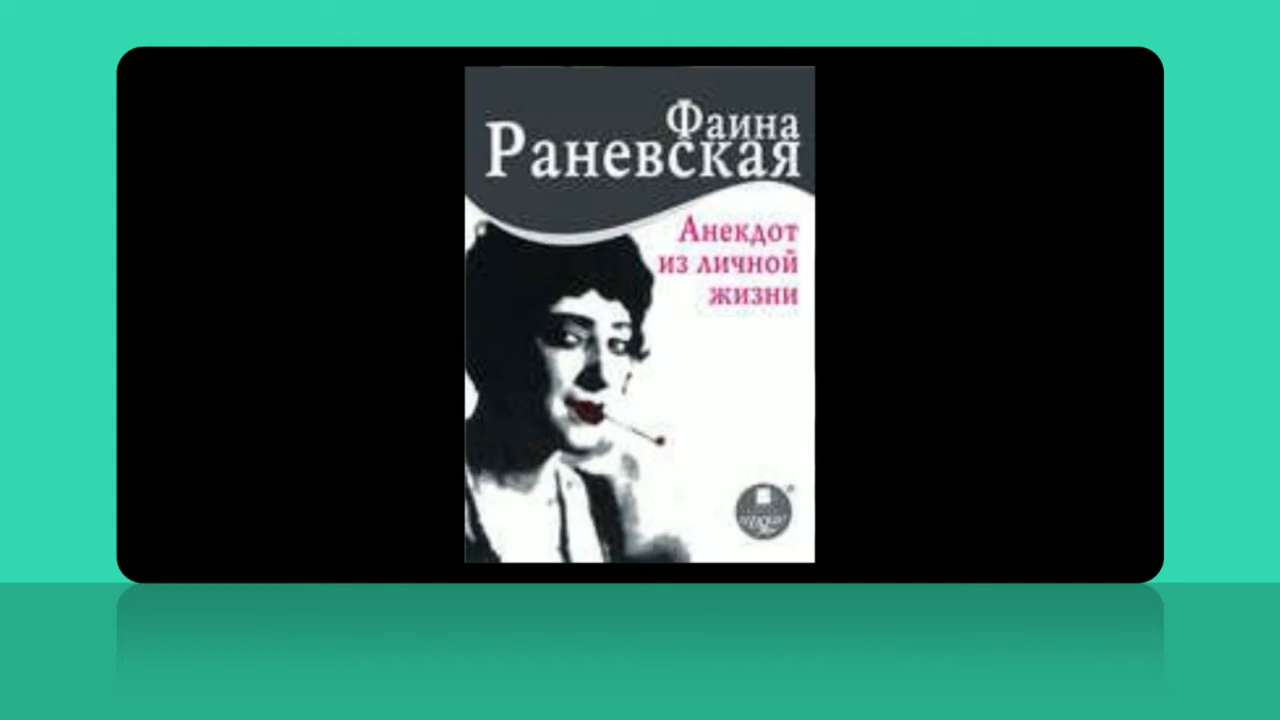 Фаина
Раневская
Анекдот
из личной
жизни